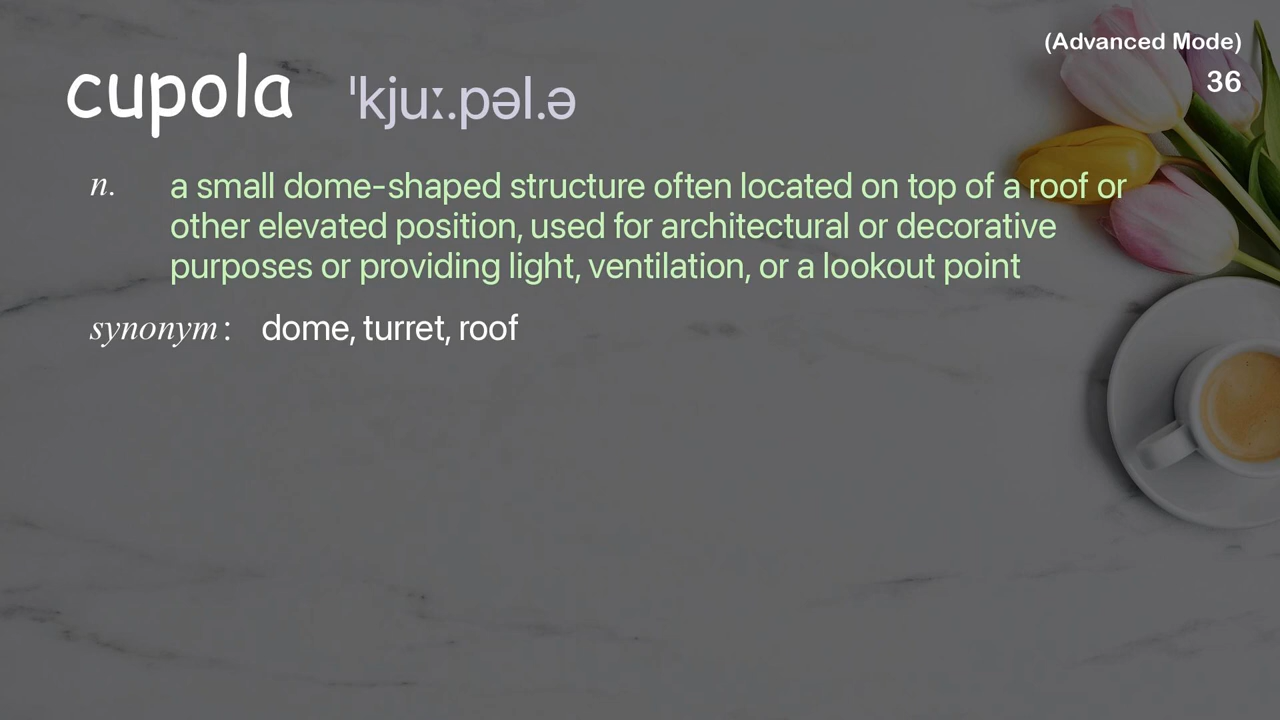 (Advanced Mode)
36
cupola ˈkjuː.pəl.ə
n. a small dome-shaped structure often located on top of a roof or
other elevated position, used for architectural or decorative
purposes or providing light, ventilation, or a lookout point
synonym: dome, turret, roof